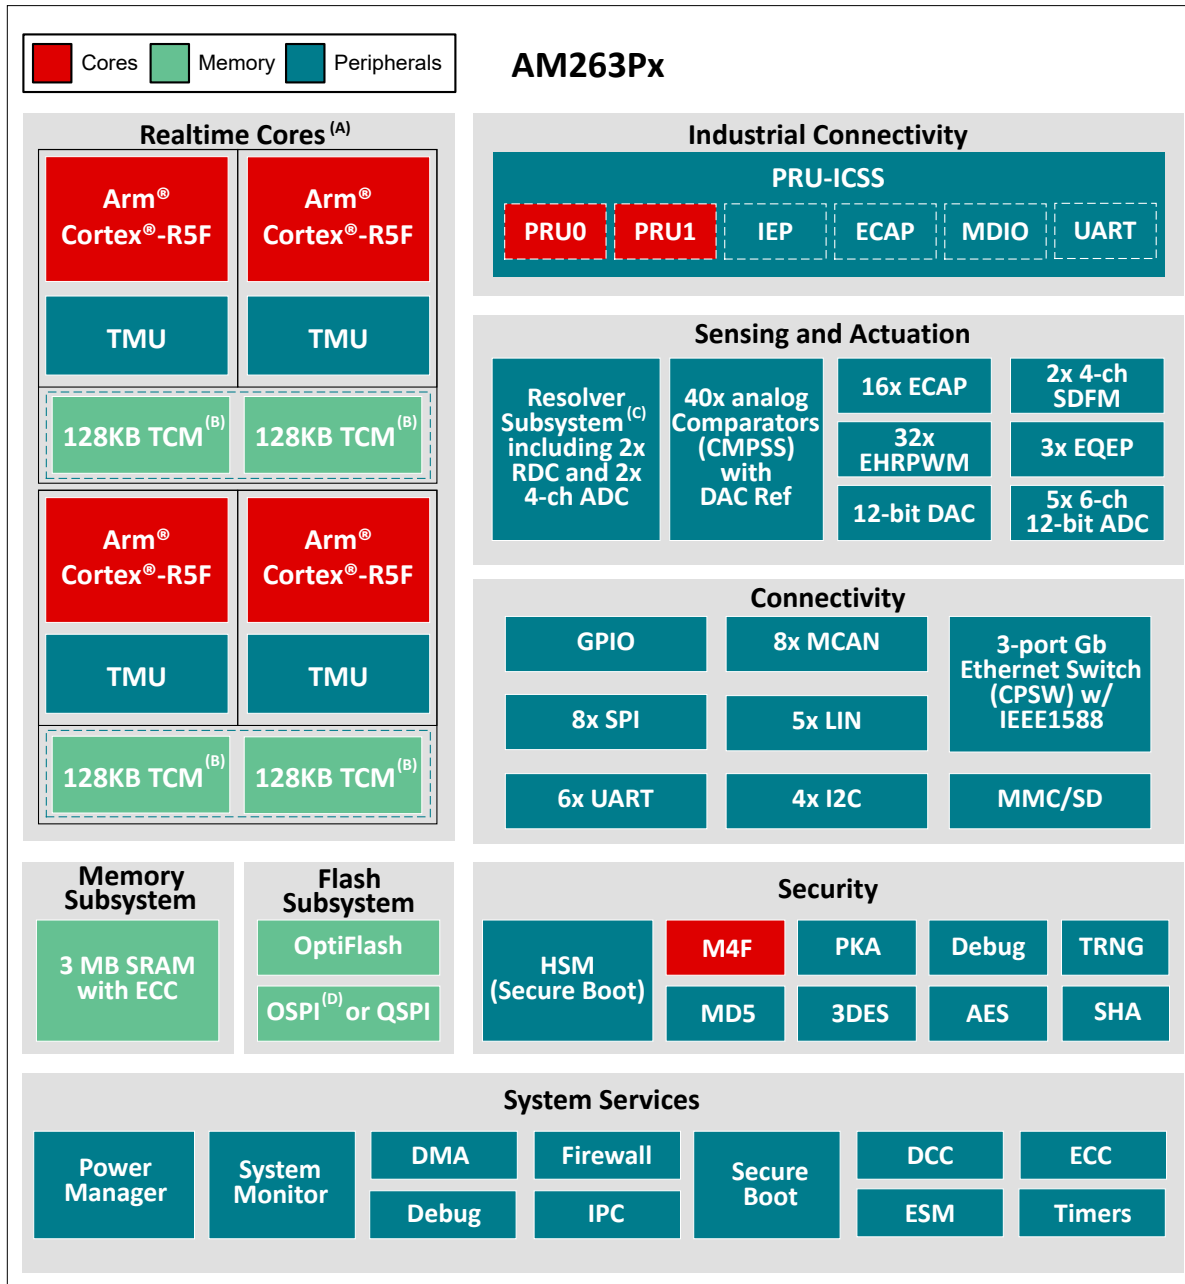 Cores
Memory
Peripherals
AM263Px
Realtime Cores (A)
Arm®
Cortex®-R5F
Arm®
Cortex®-R5F
TMU
TMU
128KB TCM(B)
128KB TCM(B)
Arm®
Cortex®-R5F
Arm®
Cortex®-R5F
TMU
TMU
128KB TCM(B)
128KB TCM(B)
Industrial Connectivity
PRU-ICSS
PRU0
PRU1
IEP
ECAP
MDIO
UART
Sensing and Actuation
Resolver
Subsystem (C)
including 2x
RDC and 2x
4-ch ADC
40x analog
Comparators
(CMPSS)
with
DAC Ref
16x ECAP
2x 4-ch
SDFM
32x
EHRPWM
3x EQEP
12-bit DAC
5x 6-ch
12-bit ADC
Connectivity
GPIO
8x MCAN
3-port Gb
Ethernet Switch
(CPSW) w/
IEEE1588
8x SPI
5x LIN
6x UART
4x I2C
MMC/SD
Memory
Subsystem
3 MB SRAM
with ECC
Flash
Subsystem
OptiFlash
OSPI(D) or QSPI
Security
HSM
(Secure Boot)
M4F
PKA
Debug
TRNG
MD5
3DES
AES
SHA
System Services
Power
Manager
System
Monitor
DMA
Firewall
Debug
IPC
Secure
Boot
DCC
ECC
ESM
Timers